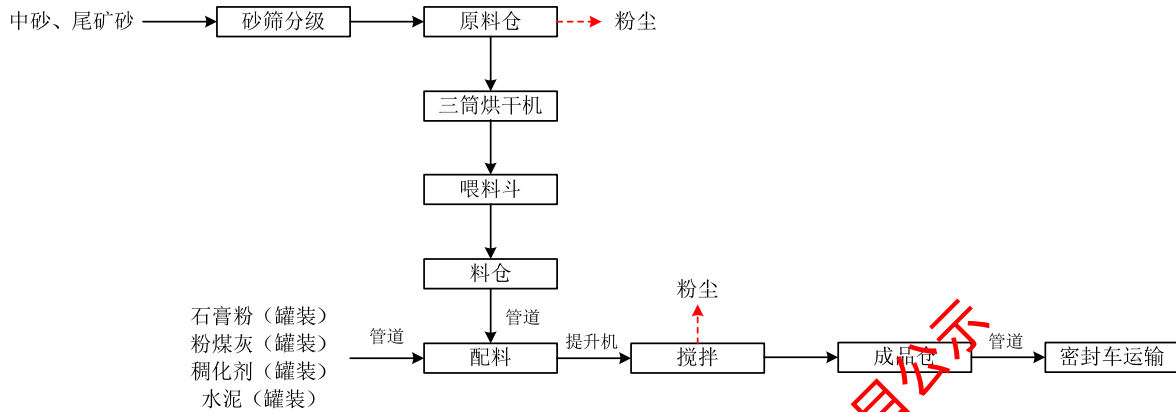 中砂、尾矿砂
砂筛分级
原料仓
粉尘
三筒烘干机
喂料斗
料仓
管道
石膏粉（罐装）
粉煤灰（罐装）
稠化剂（罐装）
水泥（罐装）
管道
配料
提升机
粉尘
搅拌
成品仓
管道
密封车运输
目公示